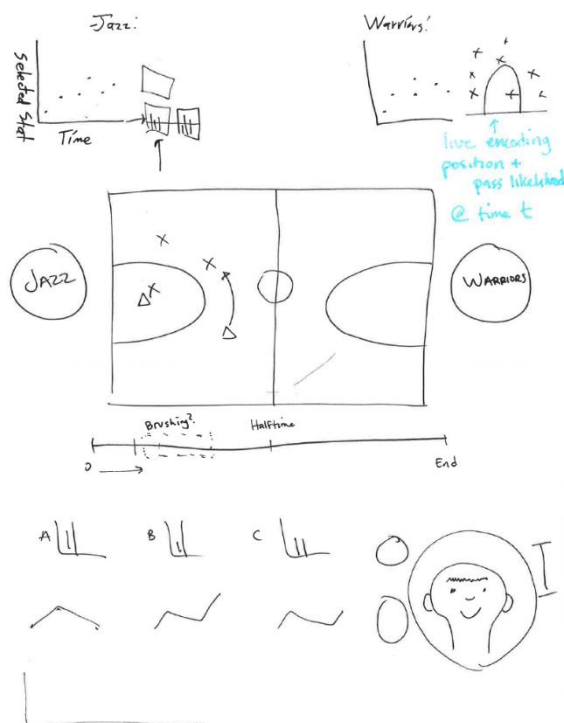 Jazz:
Warriors:
Selected Stat
Time
live encoding
position +
pass likelihood
@ time t
JAZZ
WARRIORS
Brushing?
Halftime
0
End
A
B
C